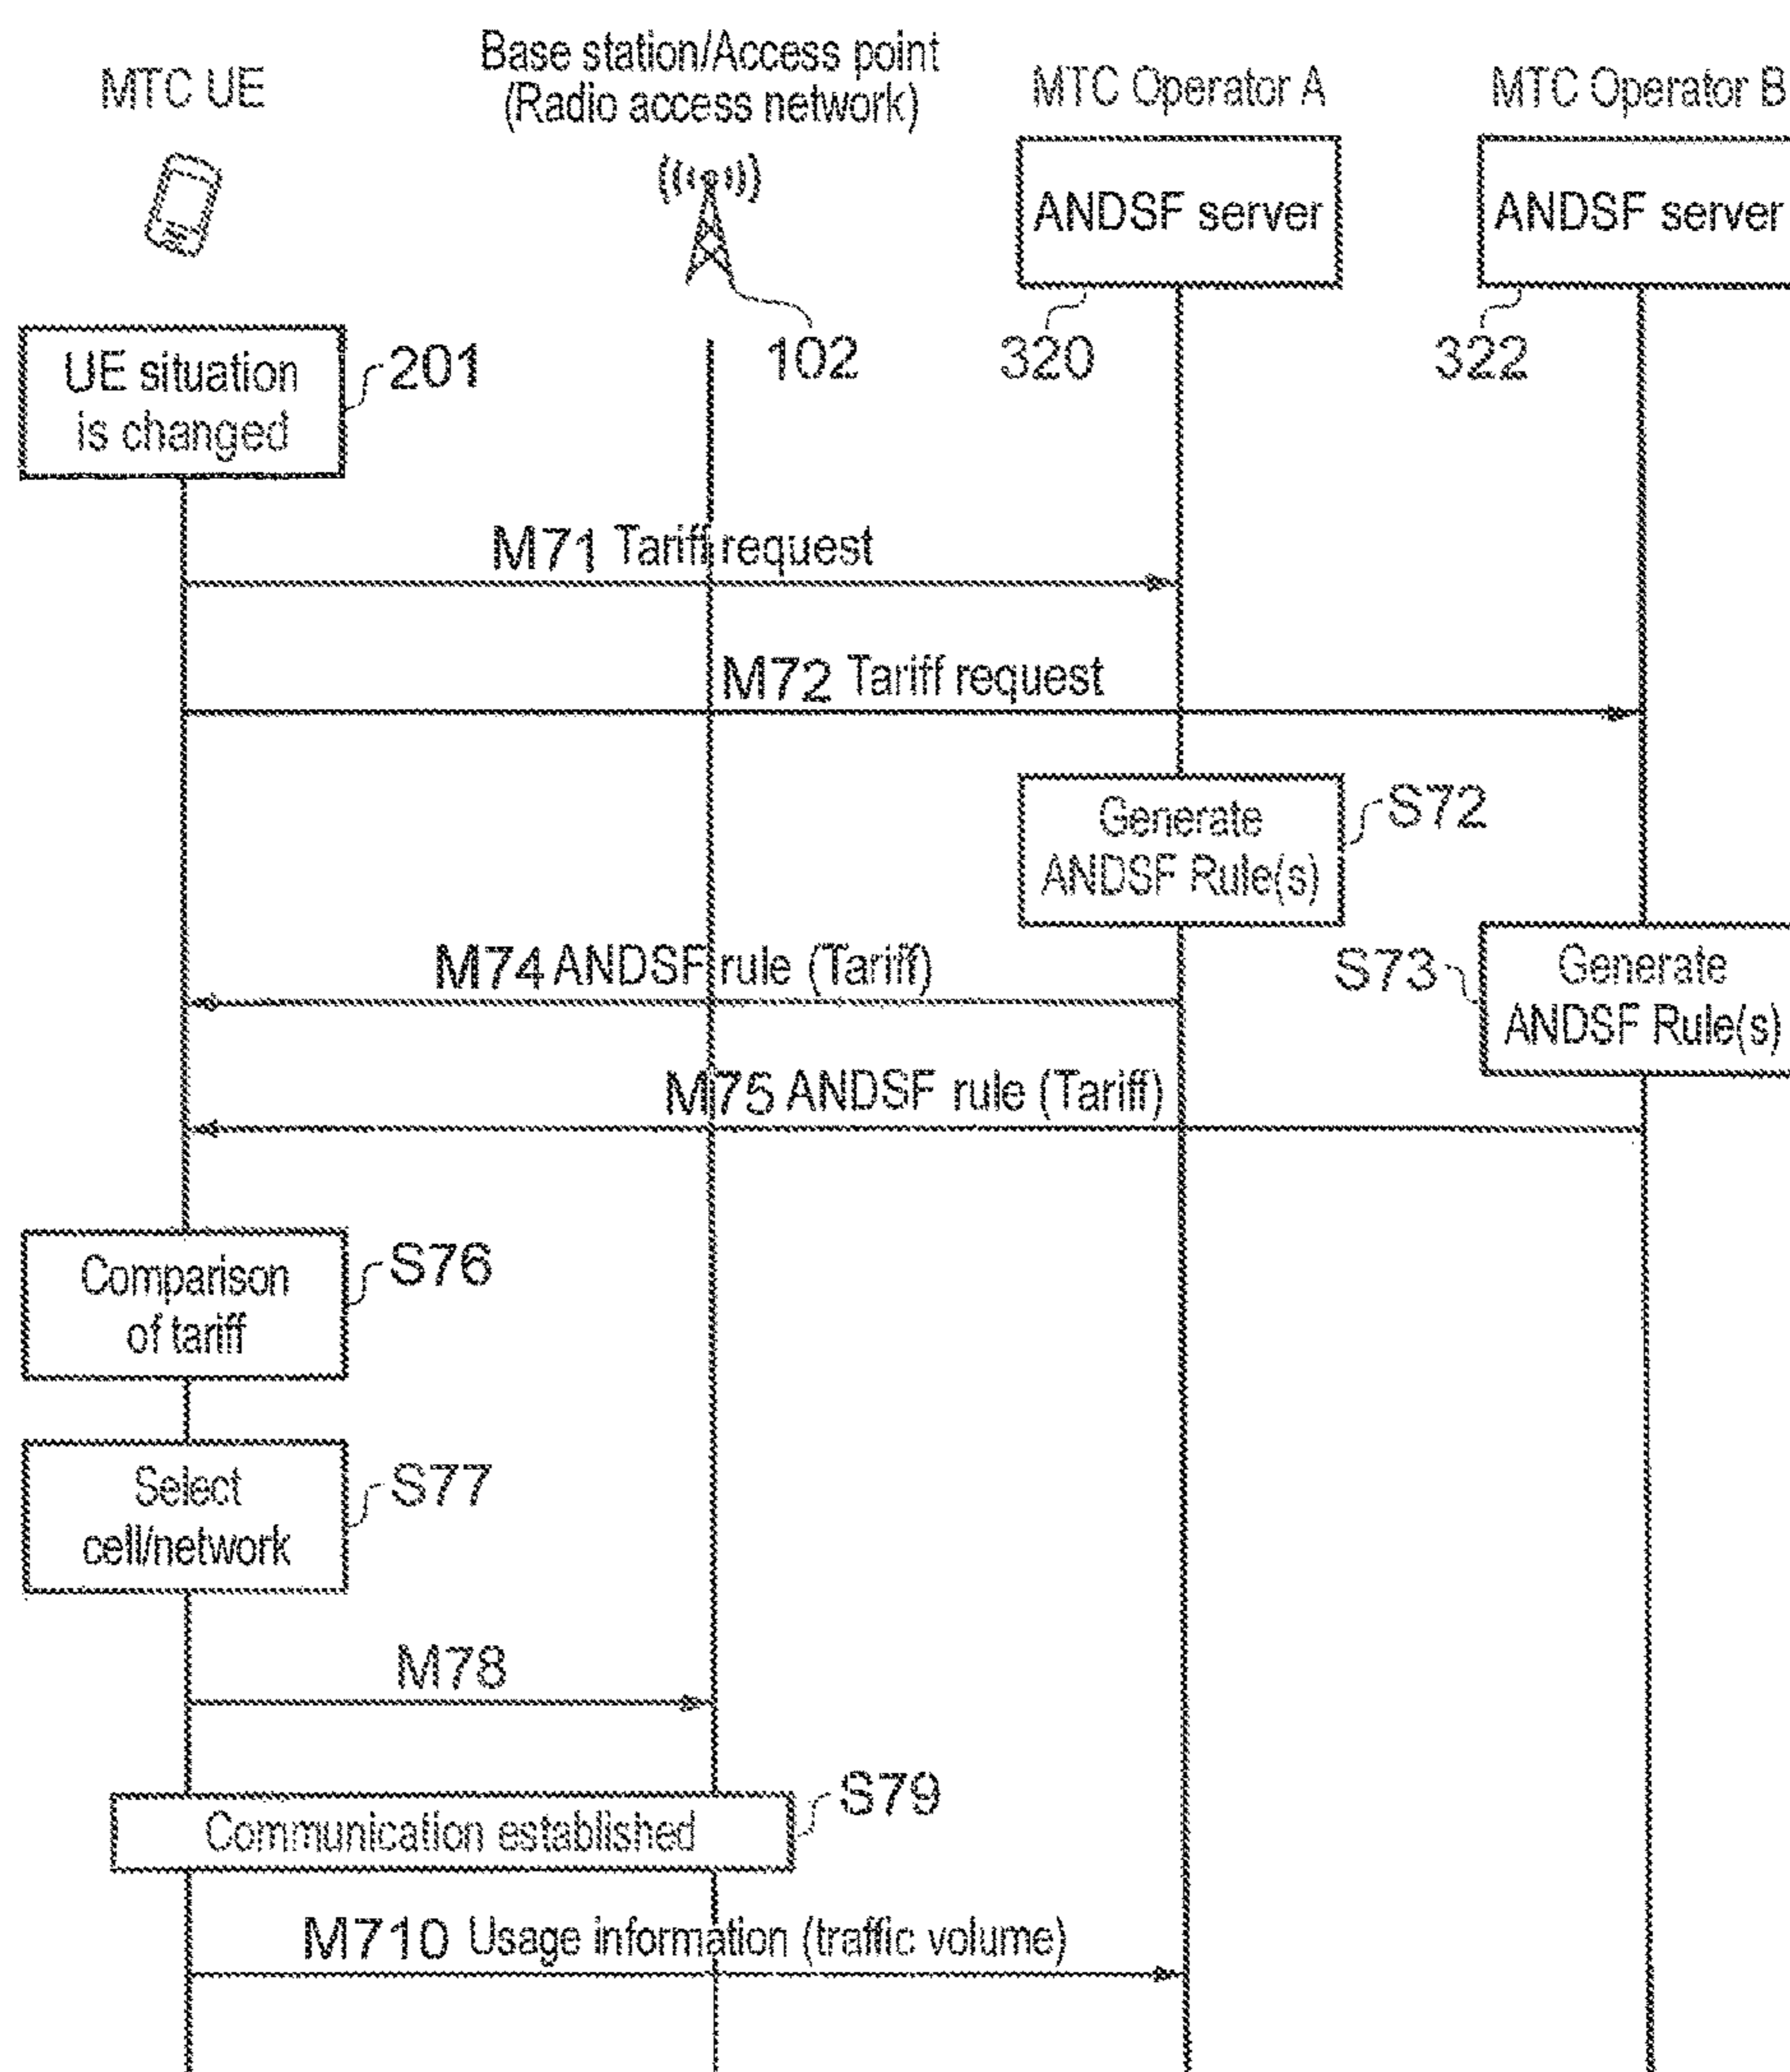 MTC UE
Base station/Access point
(Radio access network)
MTC Operator A
MTC Operator B
ANDSF server
ANDSF server
102
320
322
UE situation
is changed
201
M71 Tariff request
M72 Tariff request
Generate
ANDSF Rule(s)
S72
M74 ANDSF rule (Tariff)
S73
Generate
ANDSF Rule(s)
M75 ANDSF rule (Tariff)
Comparison
of tariff
S76
Select
cell/network
S77
M78
Communication established
S79
M710 Usage information (traffic volume)